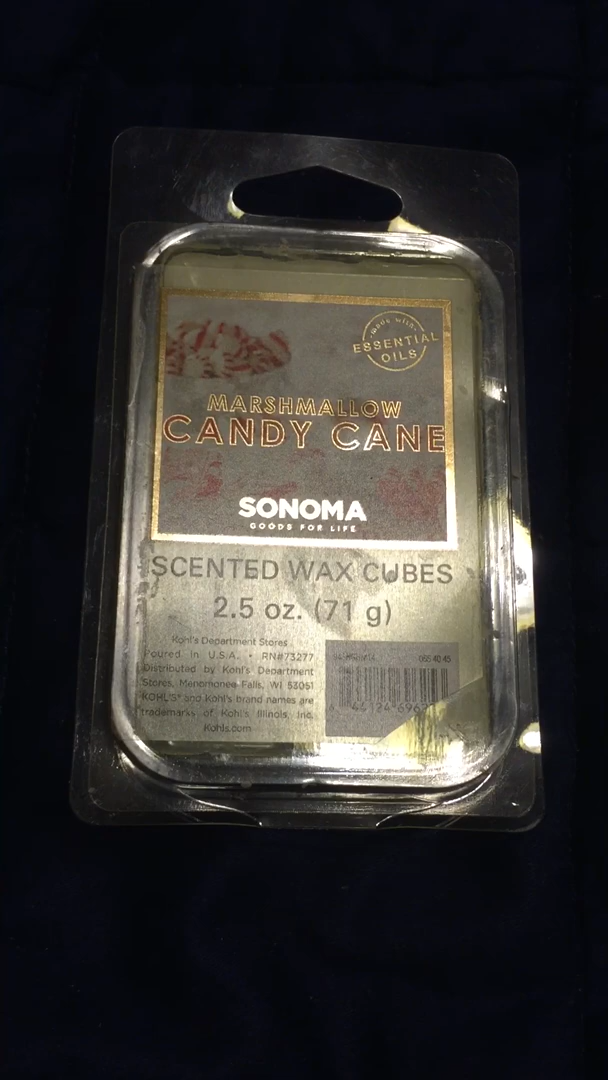 made with
ESSENTIAL
OILS
MARSHMALLOW
CANDY CANE
SONOMA
GOODS FOR LIFE
SCENTED WAX CUBES
2.5 oz. (71 g)
Kohl's Department Stores
Poured in U.S.A. • RN#73277
Distributed by Kohl's Department
Stores, Menomonee Falls, WI 53051
KOHL'S® and Kohl's brand names are
trademarks of Kohl's Illinois, Inc.
Kohls.com